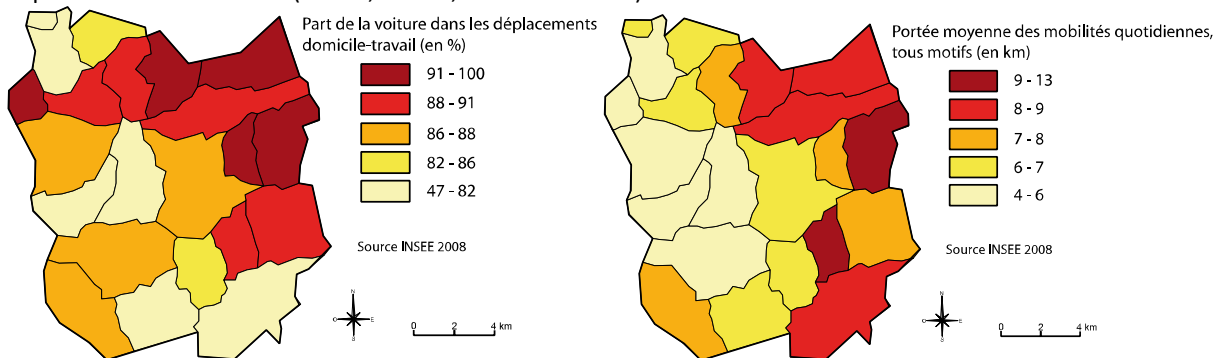 Part de la voiture dans les déplacements
domicile-travail (en %)
91 - 100
88 - 91
86 - 88
82 - 86
47 - 82
Source INSEE 2008
N
O E
S
0 2 4 km
Portée moyenne des mobilités quotidiennes,
tous motifs (en km)
9 - 13
8 - 9
7 - 8
6 - 7
4 - 6
Source INSEE 2008
N
O E
S
0 2 4 km